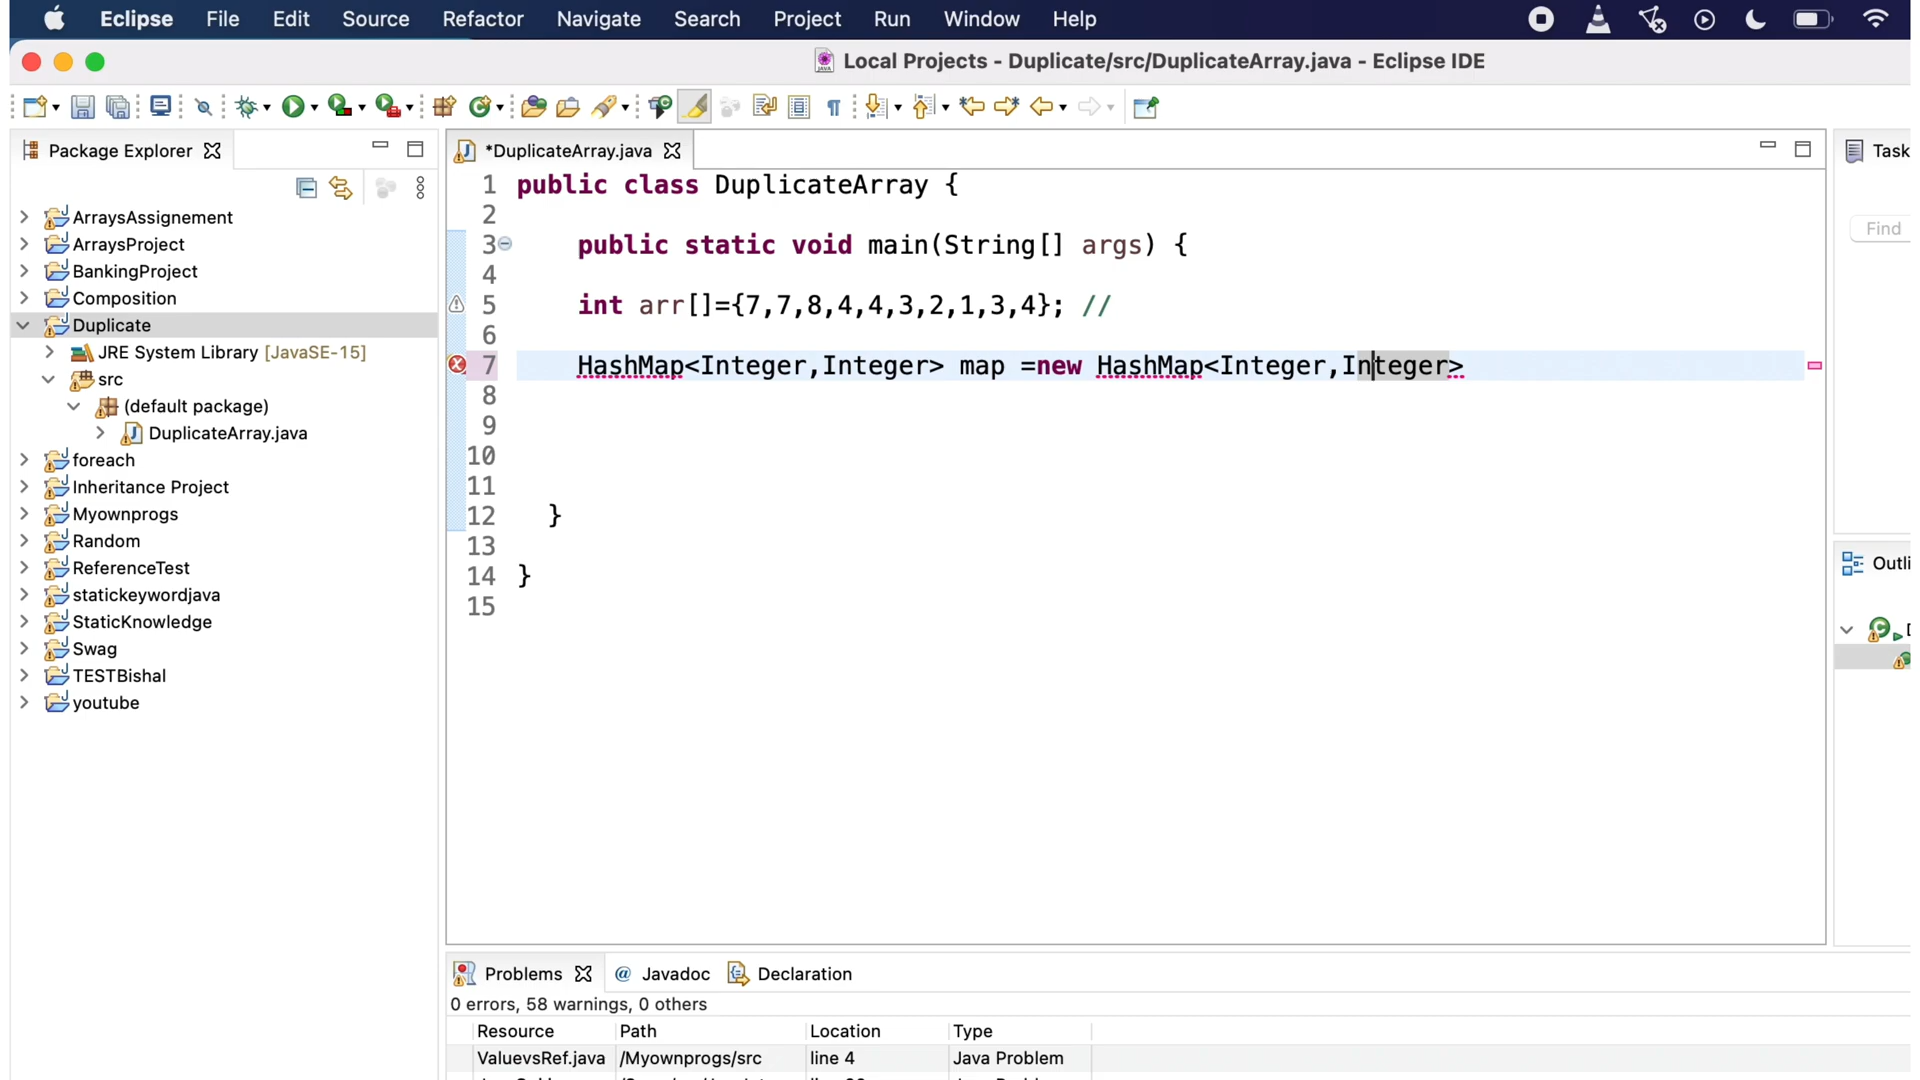 Eclipse File Edit Source Refactor Navigate Search Project Run Window Help
Local Projects - Duplicate/src/DuplicateArray.java - Eclipse IDE
Package Explorer
*DuplicateArray.java
Task
ArraysAssignement
ArraysProject
BankingProject
Composition
Duplicate
JRE System Library [JavaSE-15]
src
(default package)
DuplicateArray.java
foreach
Inheritance Project
Myownprogs
Random
ReferenceTest
statickeywordjava
StaticKnowledge
Swag
TESTBishal
youtube
1 public class DuplicateArray {
2
3 public static void main(String[] args) {
4
5 int arr[]={7,7,8,4,4,3,2,1,3,4}; //
6
7 HashMap<Integer,Integer> map =new HashMap<Integer,Integer>
8
9
10
11
12 }
13
14 }
15
Find
Outli
Problems @ Javadoc Declaration
0 errors, 58 warnings, 0 others
Resource Path Location Type
ValuevsRef.java /Myownprogs/src line 4 Java Problem